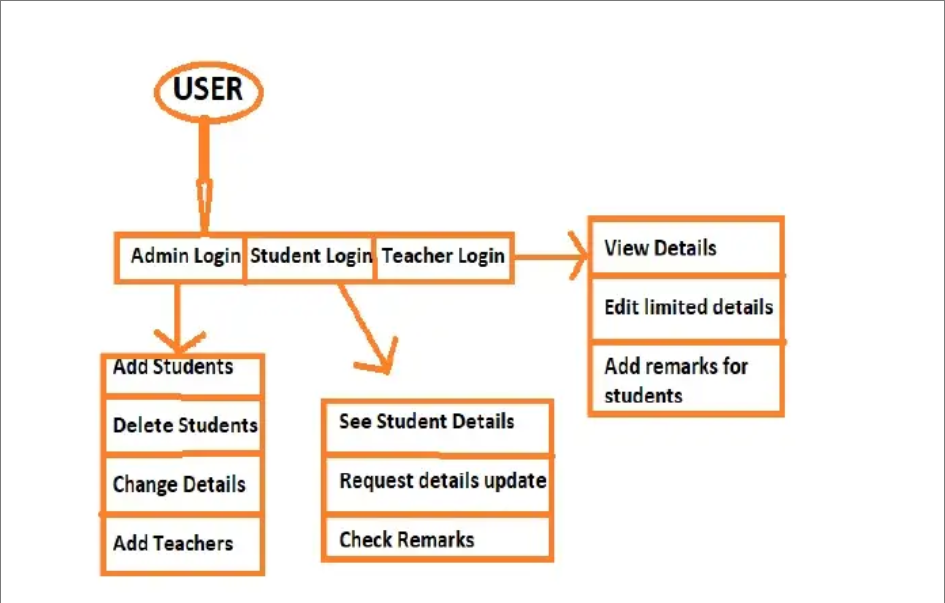 USER
Admin Login
Student Login
Teacher Login
View Details
Edit limited details
Add remarks for
students
Add Students
Delete Students
Change Details
Add Teachers
See Student Details
Request details update
Check Remarks